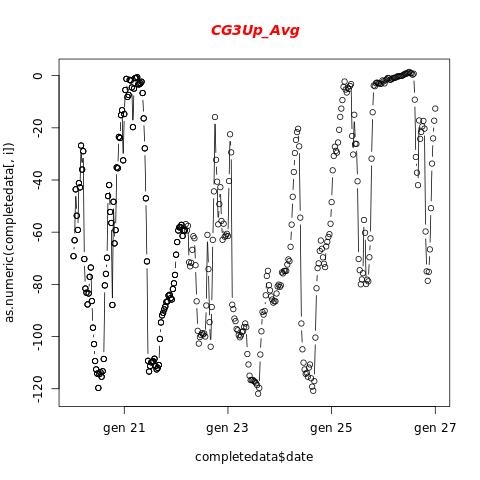 CG3Up_Avg
as.numeric(completedata[, i])
0
-20
-40
-60
-80
-100
-120
gen 21
gen 23
gen 25
gen 27
completedata$date